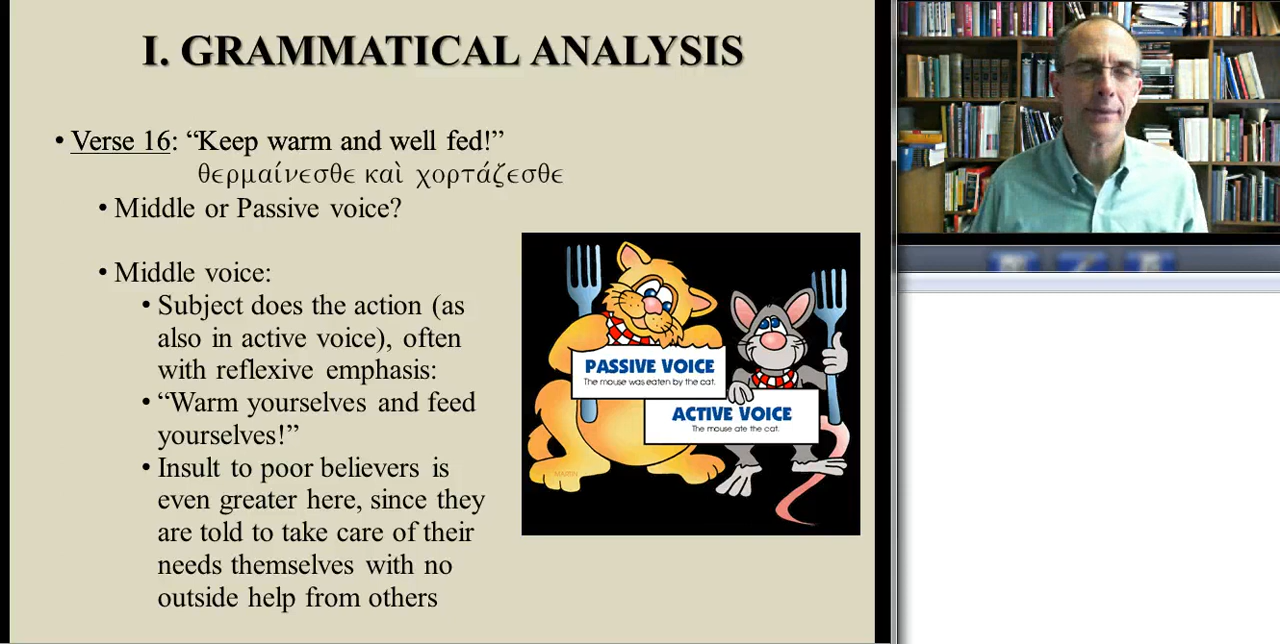 I. GRAMMATICAL ANALYSIS
• Verse 16: “Keep warm and well fed!”
θερμαίνεσθε καὶ χορτάζεσθε
• Middle or Passive voice?
• Middle voice:
• Subject does the action (as
also in active voice), often
with reflexive emphasis:
• “Warm yourselves and feed
yourselves!”
• Insult to poor believers is
even greater here, since they
are told to take care of their
needs themselves with no
outside help from others
PASSIVE VOICE
The mouse was eaten by the cat.
ACTIVE VOICE
The mouse ate the cat.